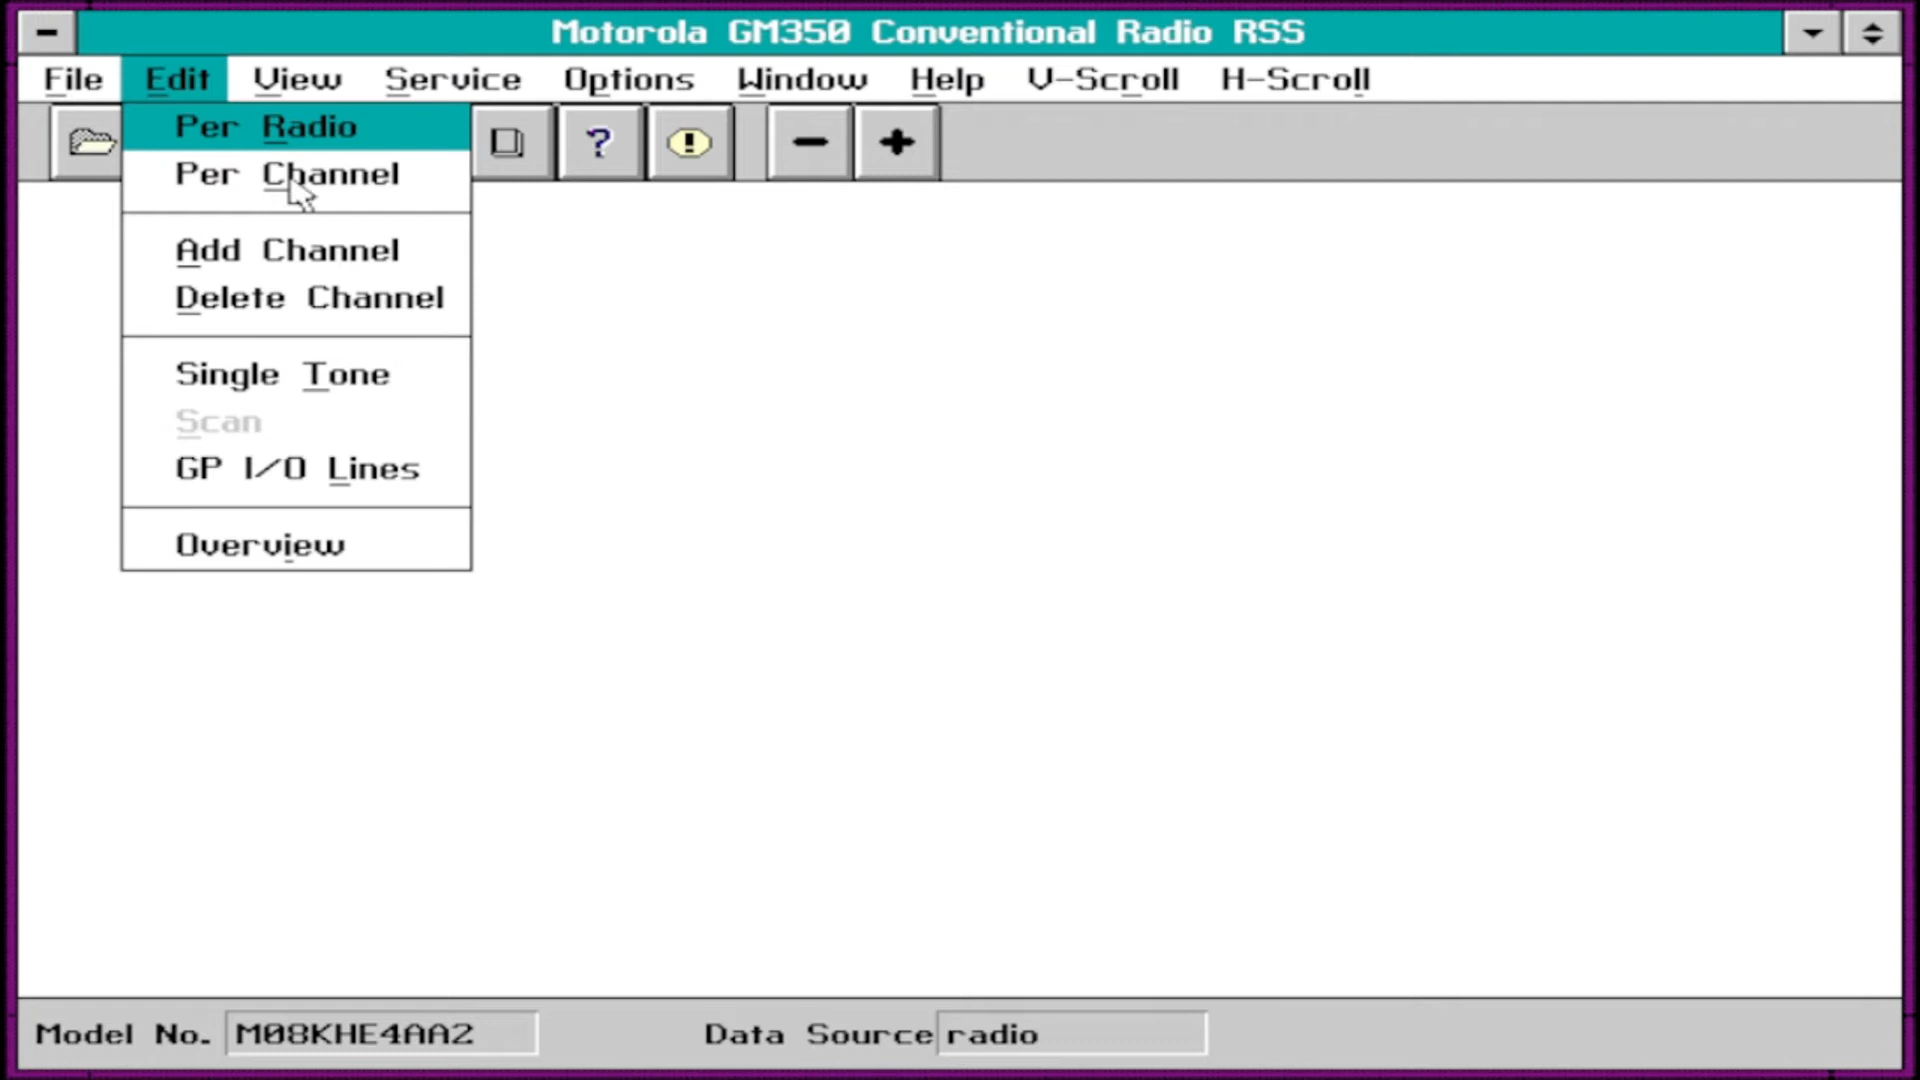 Motorola GM350 Conventional Radio RSS
File Edit View Service Options Window Help V-Scroll H-Scroll
Per Radio
Per Channel
Add Channel
Delete Channel
Single Tone
Scan
GP I/O Lines
Overview
Model No. M08KHE4AA2 Data Source radio